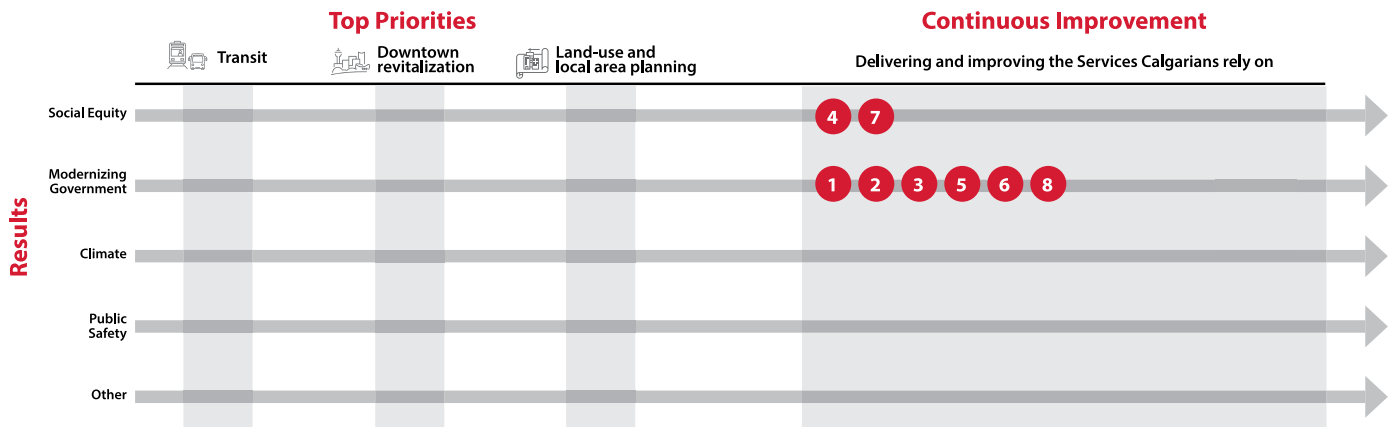 Top Priorities
Continuous Improvement
Transit
Downtown
revitalization
Land-use and
local area planning
Delivering and improving the Services Calgarians rely on
Results
Social Equity
4 7
Modernizing
Government
1 2 3 5 6 8
Climate
Public
Safety
Other